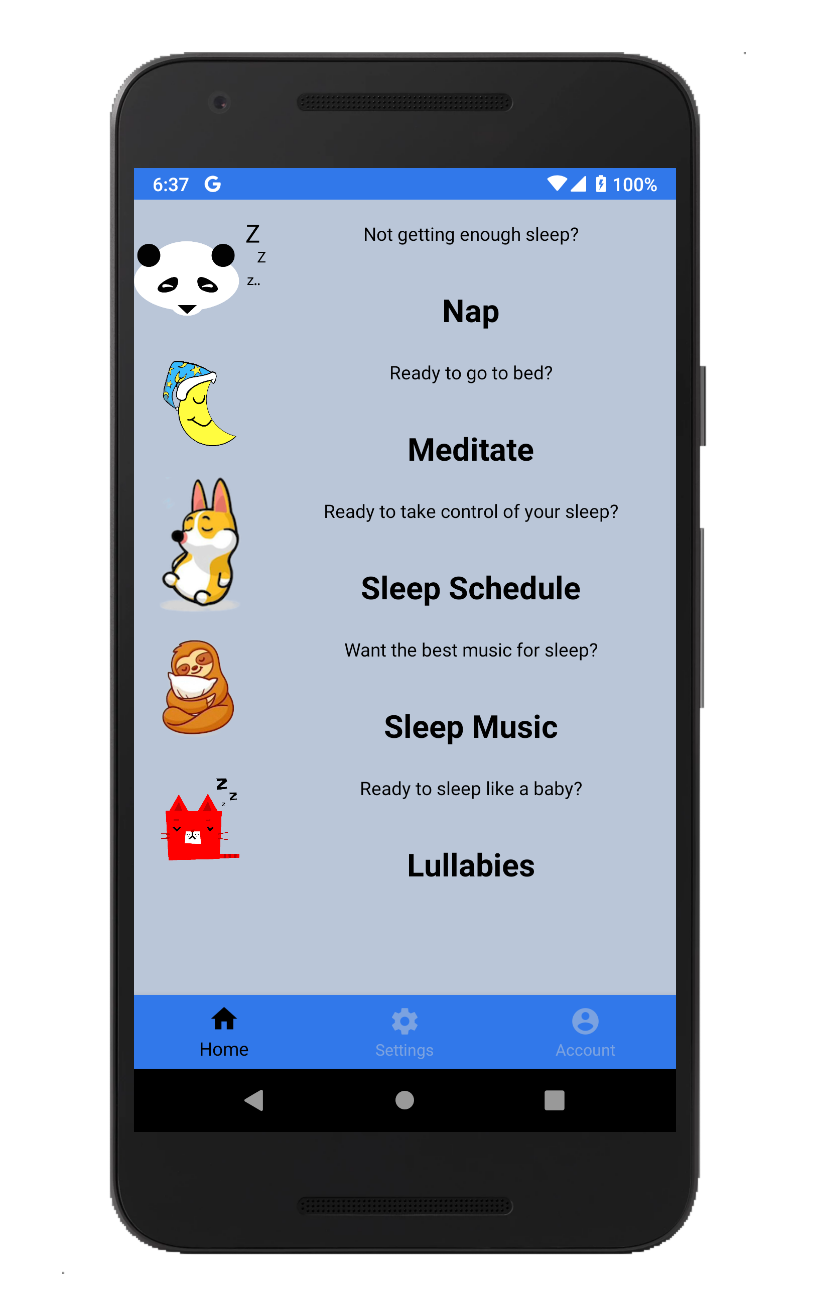 6:37 G 100%
Z
Not getting enough sleep?
Z
z..
Nap
Ready to go to bed?
Meditate
Ready to take control of your sleep?
Sleep Schedule
Want the best music for sleep?
Sleep Music
z
z
Ready to sleep like a baby?
Lullabies
Home Settings Account